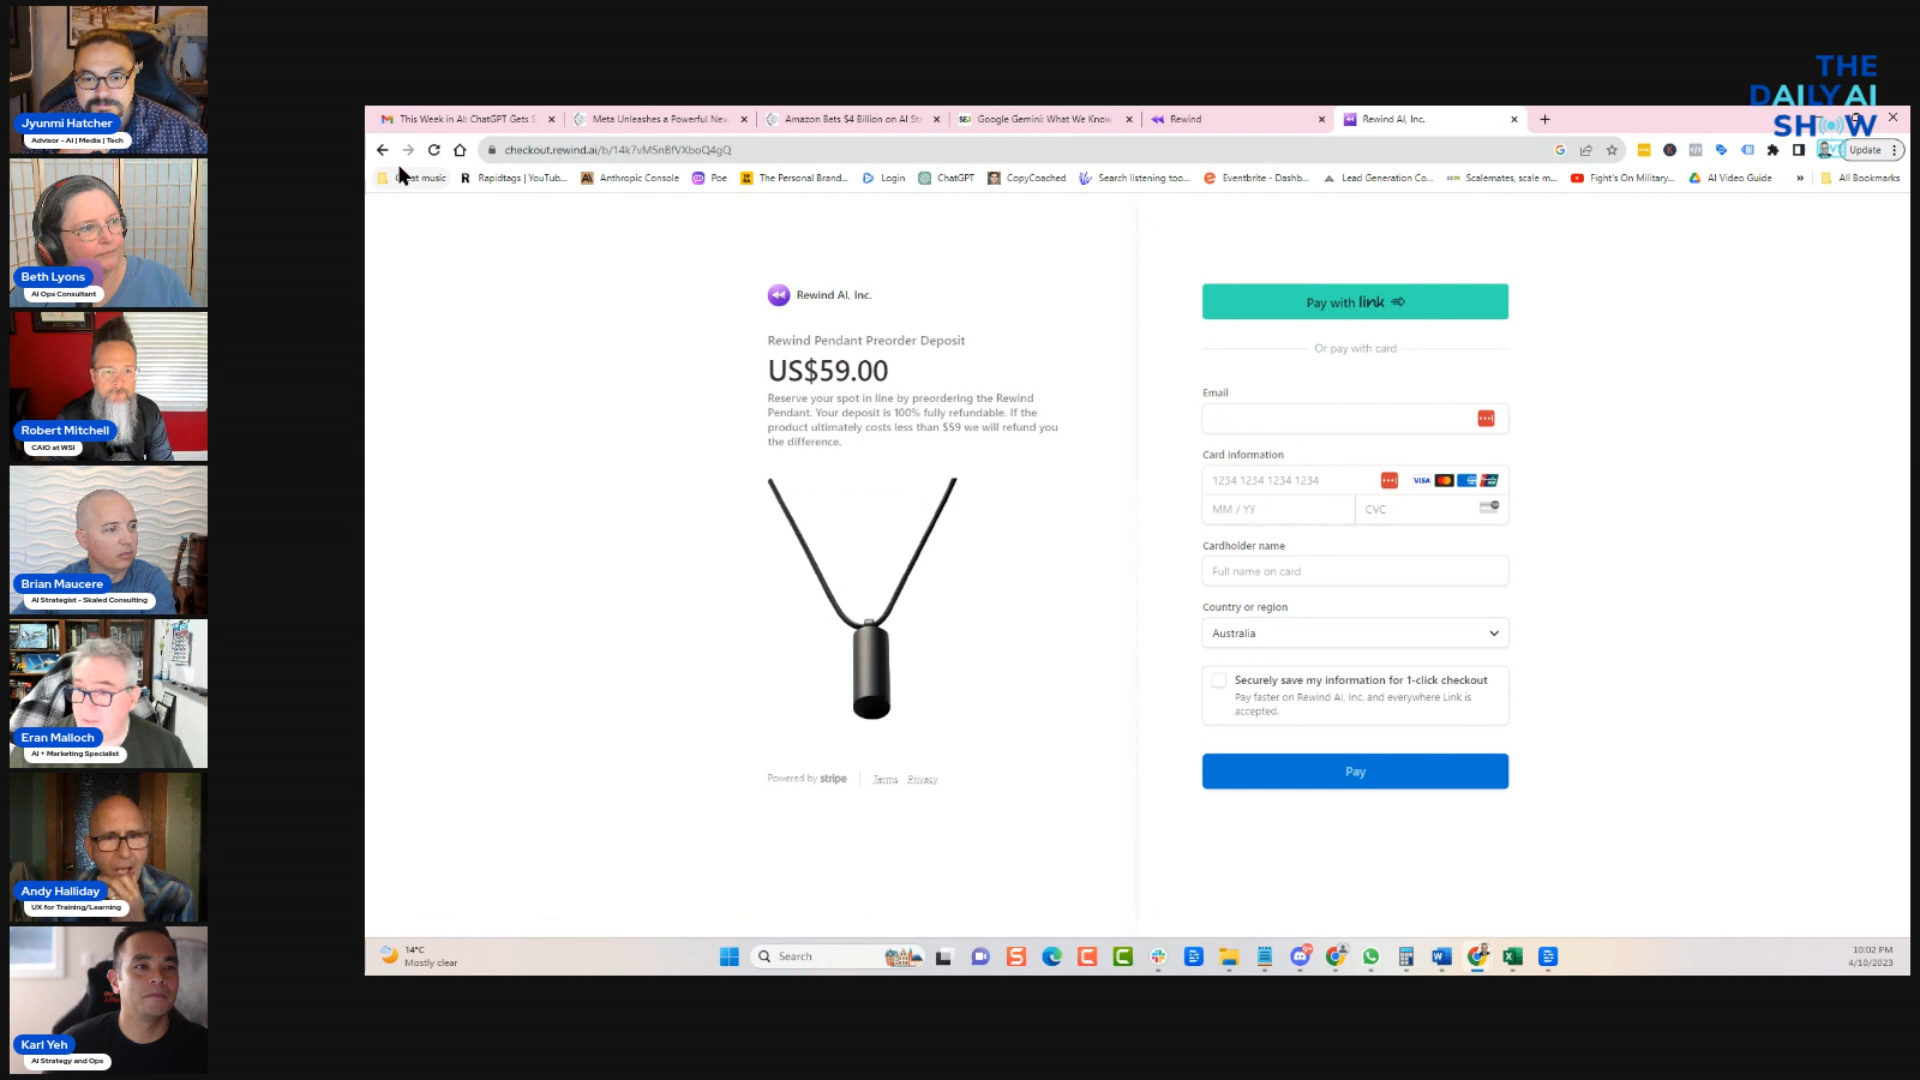 Jyunmi Hatcher
Advisor - AI | Media | Tech
Beth Lyons
AI Ops Consultant
Robert Mitchell
CAIO at WSI
Brian Maucere
AI Strategist - Skaled Consulting
Eran Malloch
AI + Marketing Specialist
Andy Halliday
UX for Training/Learning
Karl Yeh
AI Strategy and Ops
THE
DAILY AI
SHOW
This Week in AI: ChatGPT Gets S
Meta Unleashes a Powerful New
Amazon Bets $4 Billion on AI St
Google Gemini: What We Know
Rewind
Rewind AI, Inc.
checkout.rewind.ai/b/14k7vM5nBfVXboQ4gQ
Update
music
Rapidtags | YouTub...
Anthropic Console
Poe
The Personal Brand...
Login
ChatGPT
CopyCoached
Search listening too...
Eventbrite - Dashb...
Lead Generation Co...
Scalemates, scale m...
Fight's On Military...
AI Video Guide
All Bookmarks
Rewind AI, Inc.
Rewind Pendant Preorder Deposit
US$59.00
Reserve your spot in line by preordering the Rewind
Pendant. Your deposit is 100% fully refundable. If the
product ultimately costs less than $59 we will refund you
the difference.
Powered by stripe
Terms Privacy
Pay with link
Or pay with card
Email
Card information
1234 1234 1234 1234
VISA
MM / YY
CVC
Cardholder name
Full name on card
Country or region
Australia
Securely save my information for 1-click checkout
Pay faster on Rewind AI, Inc. and everywhere Link is
accepted.
Pay
14°C
Mostly clear
Search
10:02 PM
4/10/2023